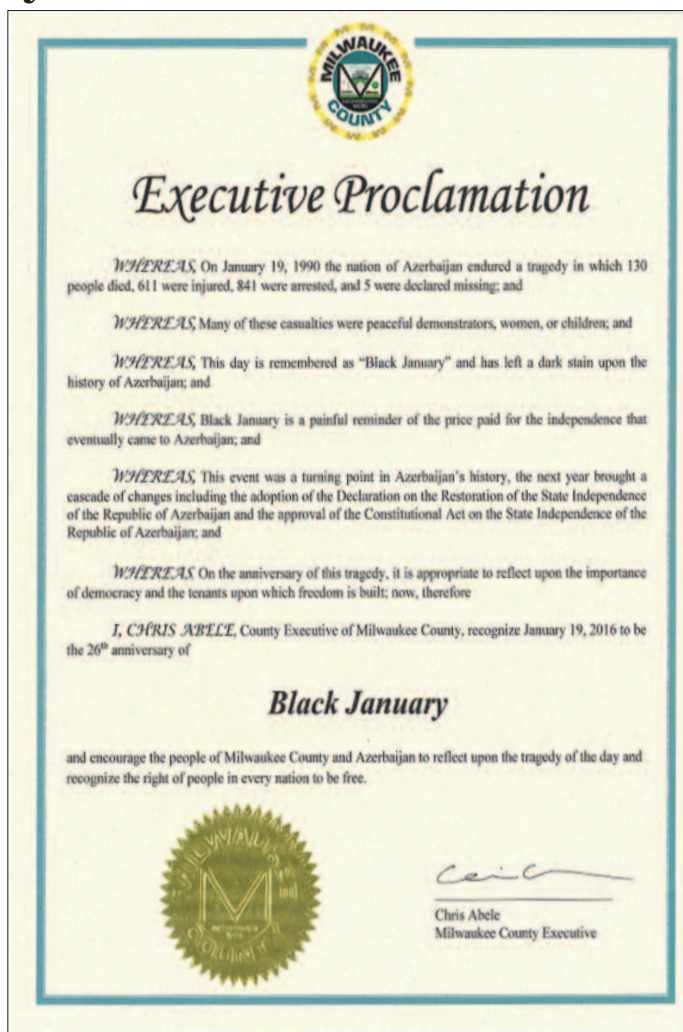 MILWAUKEE
COUNTY
Executive Proclamation
WHEREAS, On January 19, 1990 the nation of Azerbaijan endured a tragedy in which 130
people died, 611 were injured, 841 were arrested, and 5 were declared missing; and
WHEREAS, Many of these casualties were peaceful demonstrators, women, or children; and
WHEREAS, This day is remembered as “Black January” and has left a dark stain upon the
history of Azerbaijan; and
WHEREAS, Black January is a painful reminder of the price paid for the independence that
eventually came to Azerbaijan; and
WHEREAS, This event was a turning point in Azerbaijan's history, the next year brought a
cascade of changes including the adoption of the Declaration on the Restoration of the State Independence
of the Republic of Azerbaijan and the approval of the Constitutional Act on the State Independence of the
Republic of Azerbaijan; and
WHEREAS On the anniversary of this tragedy, it is appropriate to reflect upon the importance
of democracy and the tenants upon which freedom is built; now, therefore
I, CHRIS ABELE, County Executive of Milwaukee County, recognize January 19, 2016 to be
the 26th anniversary of
Black January
and encourage the people of Milwaukee County and Azerbaijan to reflect upon the tragedy of the day and
recognize the right of people in every nation to be free.
MILWAUKEE
COUNTY
Chris Abele
Milwaukee County Executive